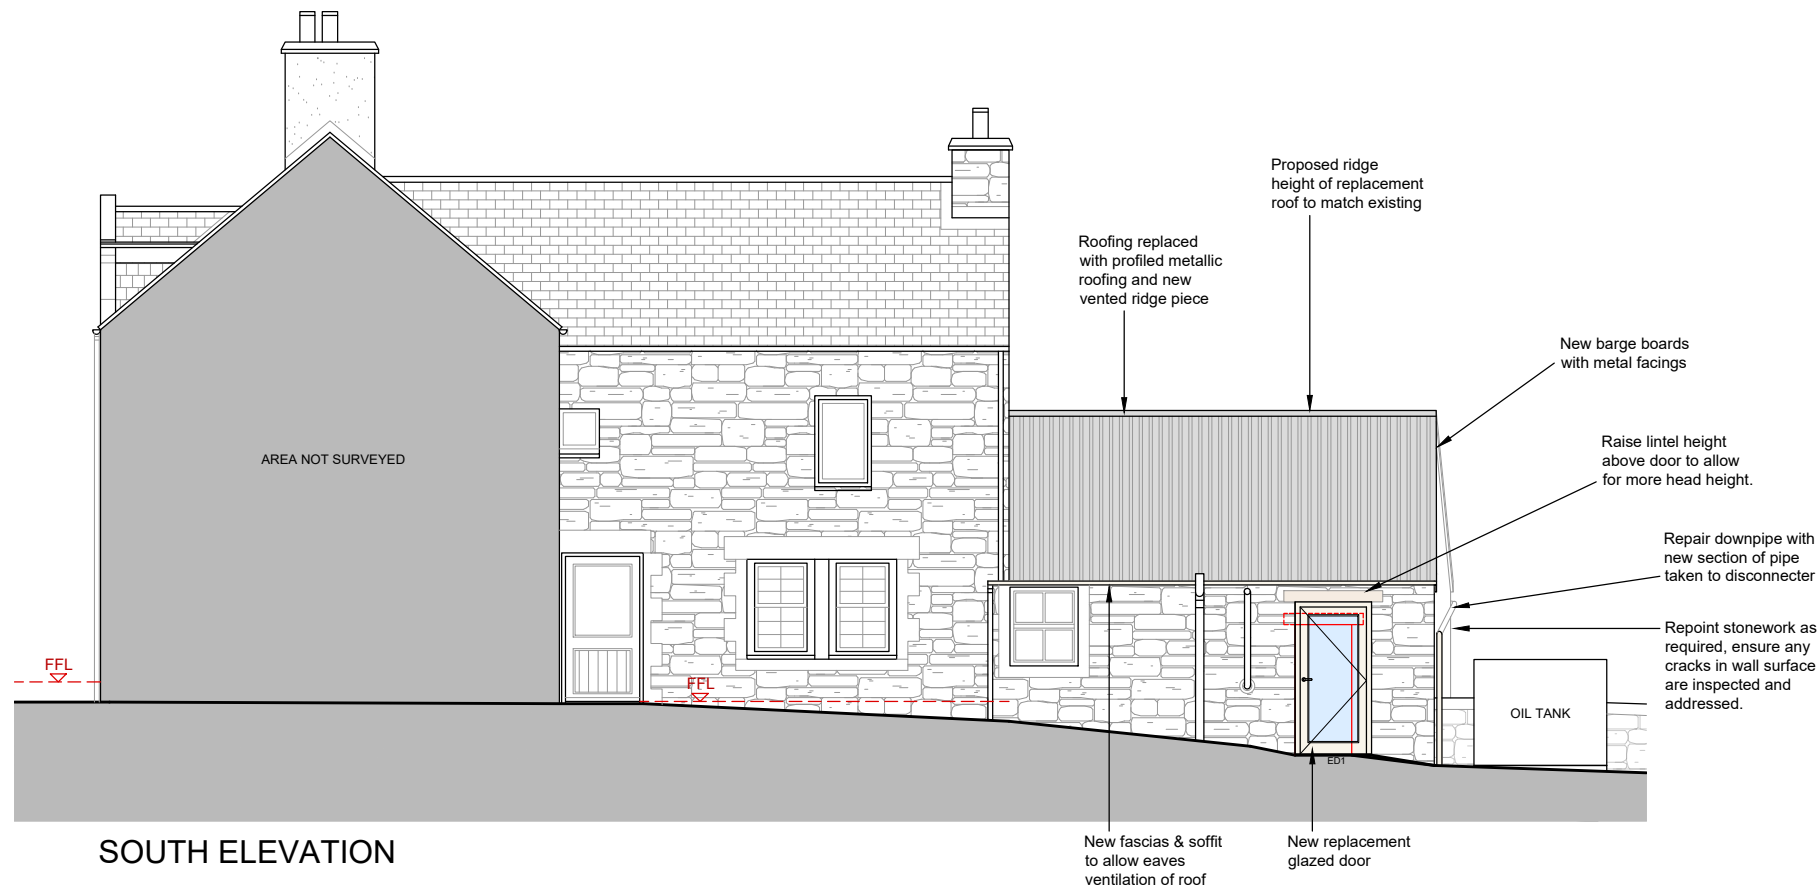 Proposed ridge
height of replacement
roof to match existing
Roofing replaced
with profiled metallic
roofing and new
vented ridge piece
New barge boards
with metal facings
Raise lintel height
above door to allow
for more head height.
AREA NOT SURVEYED
Repair downpipe with
new section of pipe
taken to disconnecter
Repoint stonework as
required, ensure any
cracks in wall surface
are inspected and
addressed.
FFL
FFL
OIL TANK
ED1
New fascias & soffit
to allow eaves
ventilation of roof
New replacement
glazed door
SOUTH ELEVATION